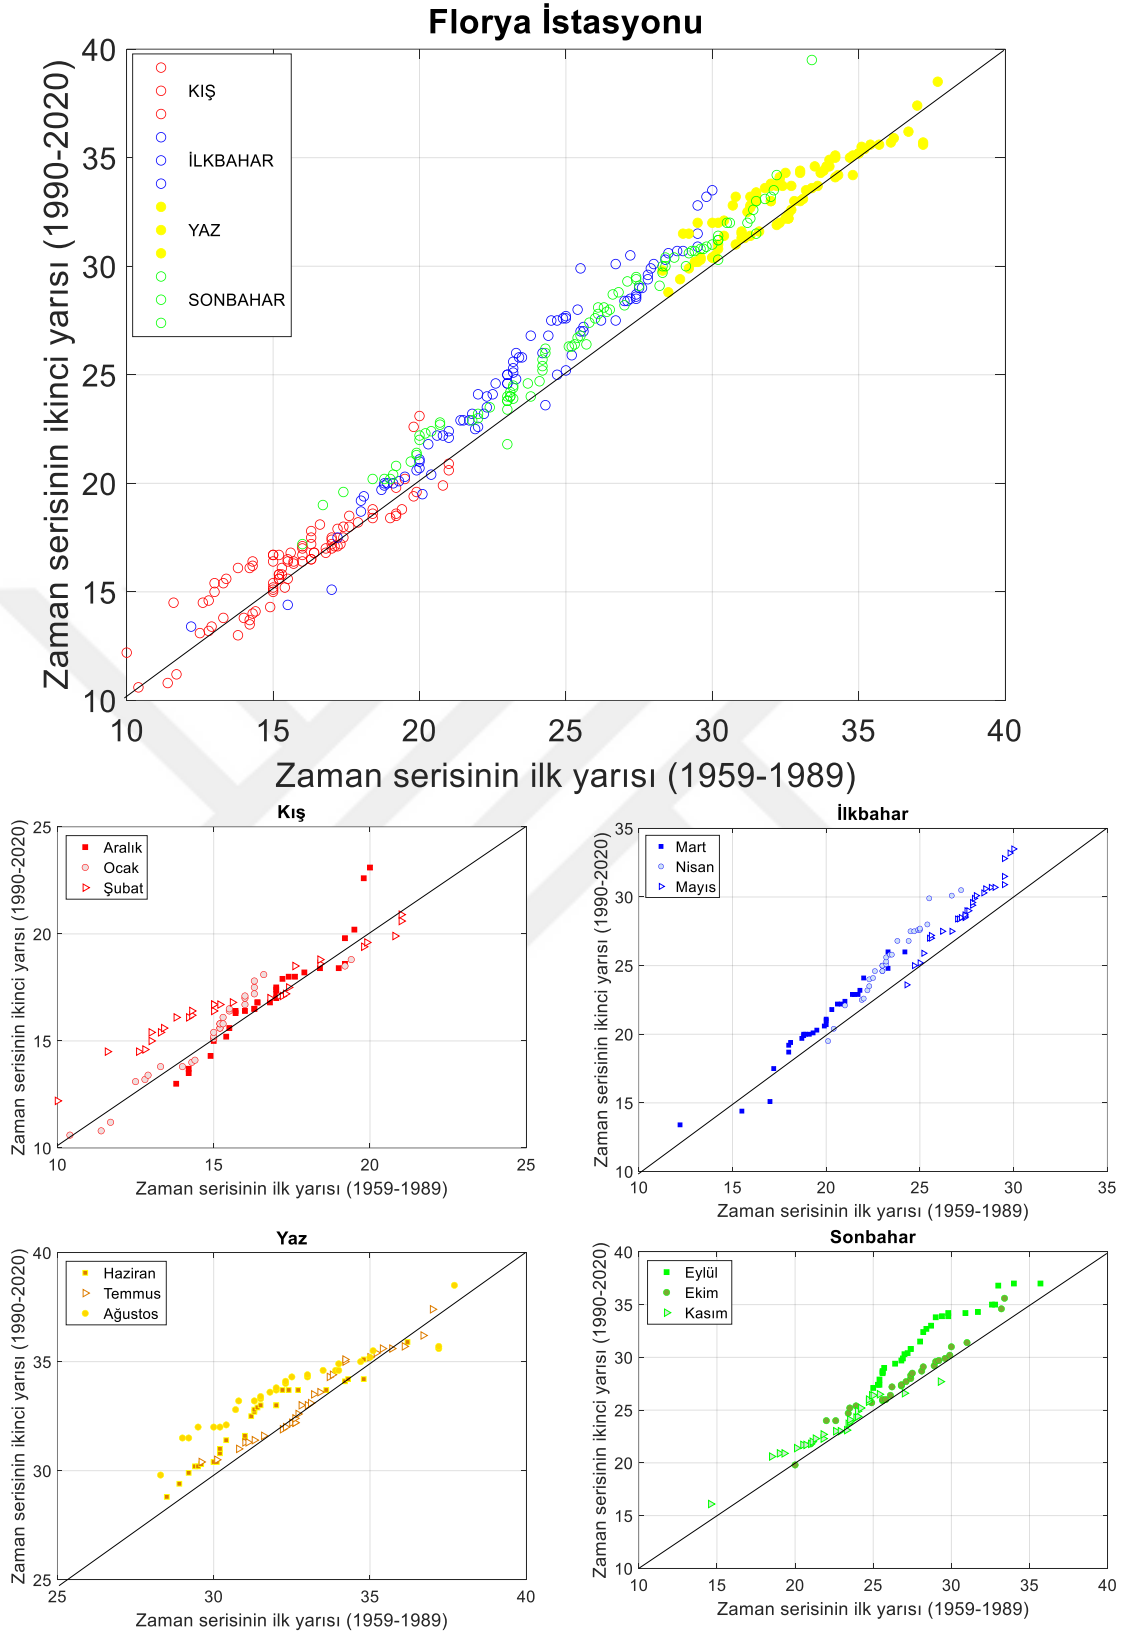 Florya İstasyonu
Zaman serisinin ikinci yarısı (1990-2020)
40
35
30
25
20
15
10
KIŞ
İLKBAHAR
YAZ
SONBAHAR
10 15 20 25 30 35 40
Zaman serisinin ilk yarısı (1959-1989)
Kış
Zaman serisinin ikinci yarısı (1990-2020)
25
20
15
10
Aralık
Ocak
Şubat
10 15 20 25
Zaman serisinin ilk yarısı (1959-1989)
İlkbahar
Zaman serisinin ikinci yarısı (1990-2020)
35
30
25
20
15
10
Mart
Nisan
Mayıs
10 15 20 25 30 35
Zaman serisinin ilk yarısı (1959-1989)
Yaz
Zaman serisinin ikinci yarısı (1990-2020)
40
35
30
25
Haziran
Temmus
Ağustos
25 30 35 40
Zaman serisinin ilk yarısı (1959-1989)
Sonbahar
Zaman serisinin ikinci yarısı (1990-2020)
40
35
30
25
20
15
10
Eylül
Ekim
Kasım
10 15 20 25 30 35 40
Zaman serisinin ilk yarısı (1959-1989)